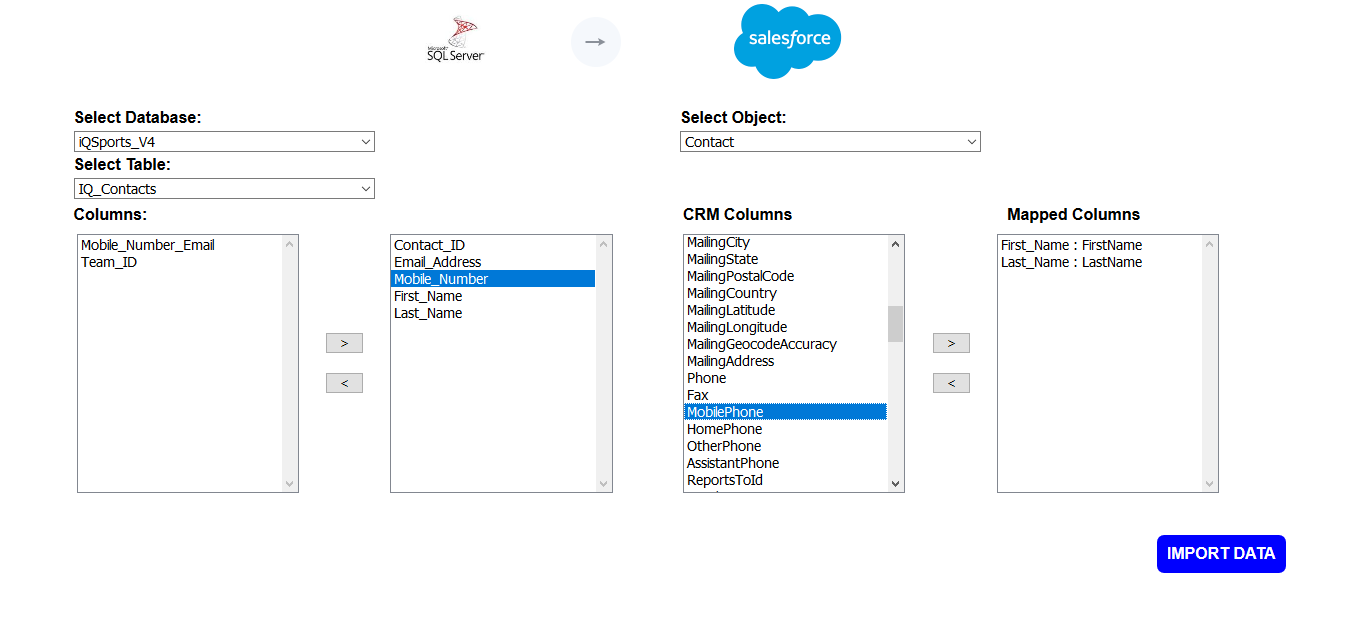 Microsoft
SQL Server
→
salesforce
Select Database:
iQSports_V4
Select Table:
IQ_Contacts
Select Object:
Contact
Columns:
Mobile_Number_Email
Team_ID
>
<
Contact_ID
Email_Address
Mobile_Number
First_Name
Last_Name
CRM Columns
MailingCity
MailingState
MailingPostalCode
MailingCountry
MailingLatitude
MailingLongitude
MailingGeocodeAccuracy
MailingAddress
Phone
Fax
MobilePhone
HomePhone
OtherPhone
AssistantPhone
ReportsToId
>
<
Mapped Columns
First_Name : FirstName
Last_Name : LastName
IMPORT DATA